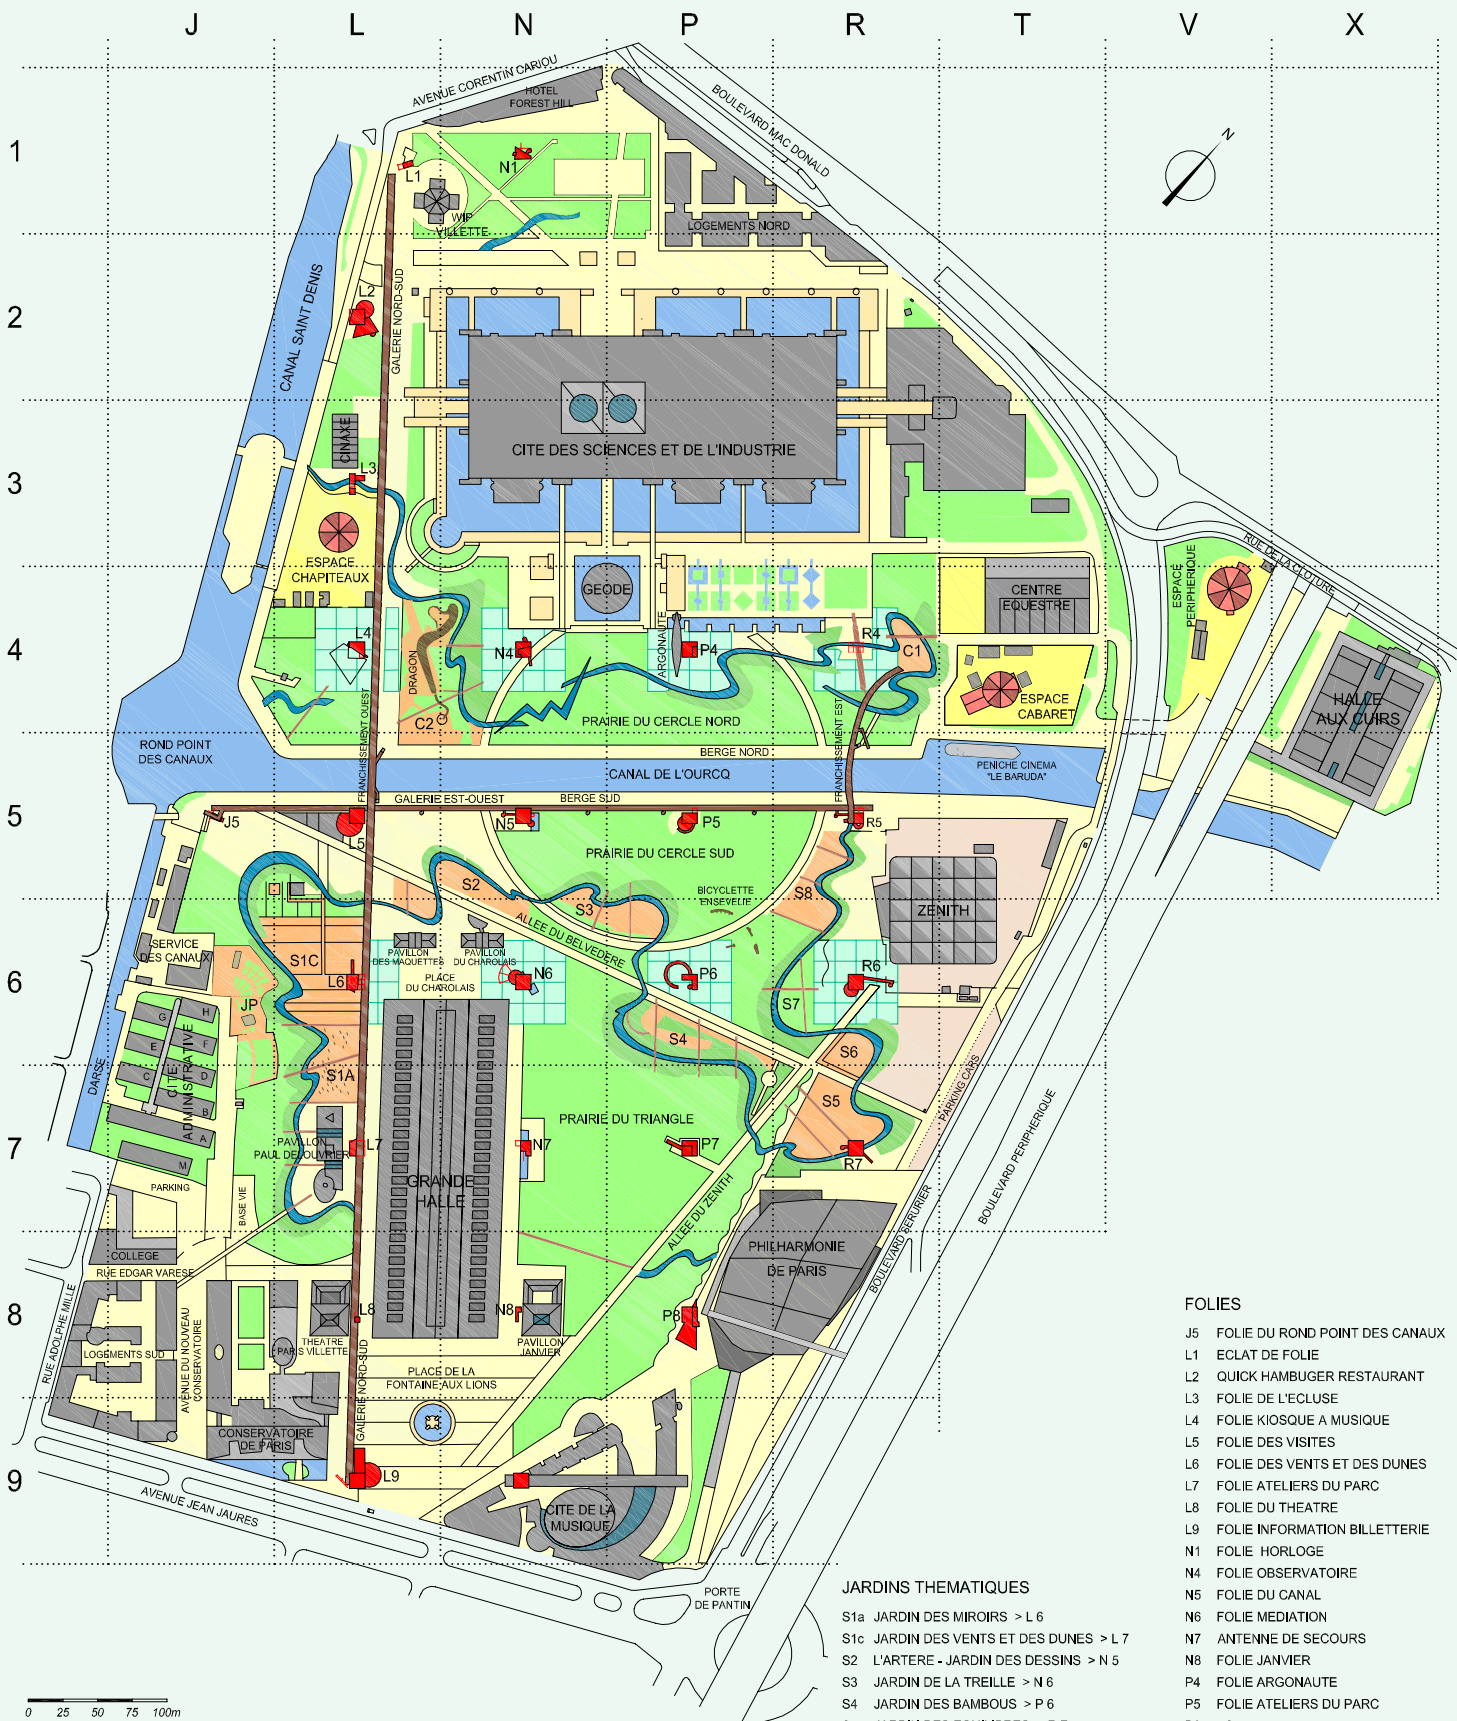 J L N P R T V X
1
2
3
4
5
6
7
8
9
AVENUE CORENTIN CARIOU
HOTEL
FOREST HILL
BOULEVARD MAC DONALD
N
L1
N1
WIP
VILLETTE
LOGEMENTS NORD
CANAL SAINT DENIS
L2
GALERIE NORD-SUD
CINAXE
L3
CITE DES SCIENCES ET DE L'INDUSTRIE
ESPACE
CHAPITEAUX
GEODE
ARGONAUTE
CENTRE
EQUESTRE
ESPACE
PERIPHERIQUE
RUE DE LA CLOTURE
L4
DRAGON
N4
P4
R4
C1
C2
ESPACE
CABARET
HALLE
AUX CUIRS
PRAIRIE DU CERCLE NORD
FRANCHISSEMENT OUEST
FRANCHISSEMENT EST
ROND POINT
DES CANAUX
BERGE NORD
CANAL DE L'OURCQ
PENICHE CINEMA
"LE BARUDA"
GALERIE EST-OUEST
BERGE SUD
J5
L5
N5
P5
R5
PRAIRIE DU CERCLE SUD
S2
S3
BICYCLETTE
ENSEVELIE
S8
ZENITH
ALLEE DU BELVEDERE
SERVICE
DES CANAUX
S1C
PAVILLON
DES MAQUETTES
PAVILLON
DU CHAROLAIS
PLACE
DU CHAROLAIS
L6
N6
P6
R6
JP
S7
G
H
E
F
C
D
B
A
M
CITE
ADMINISTRATIVE
DARSE
S4
S6
S1A
S5
PARKING CARS
PRAIRIE DU TRIANGLE
PAVILLON
PAUL DELOUVRIER
L7
N7
P7
R7
GRANDE
HALLE
PARKING
BASE VIE
ALLEE DU ZENITH
BOULEVARD PERIPHERIQUE
BOULEVARD SERURIER
COLLEGE
RUE EDGAR VARESE
PHILHARMONIE
DE PARIS
RUE ADOLPHE MILLE
LOGEMENTS SUD
AVENUE DU NOUVEAU
CONSERVATOIRE
L8
THEATRE
PARIS VILLETTE
N8
PAVILLON
JANVIER
P8
PLACE DE LA
FONTAINE AUX LIONS
GALERIE NORD-SUD
CONSERVATOIRE
DE PARIS
L9
CITE DE LA
MUSIQUE
AVENUE JEAN JAURES
PORTE
DE PANTIN
0 25 50 75 100m
JARDINS THEMATIQUES
S1a JARDIN DES MIROIRS > L 6
S1c JARDIN DES VENTS ET DES DUNES > L 7
S2 L'ARTERE - JARDIN DES DESSINS > N 5
S3 JARDIN DE LA TREILLE > N 6
S4 JARDIN DES BAMBOUS > P 6
FOLIES
J5 FOLIE DU ROND POINT DES CANAUX
L1 ECLAT DE FOLIE
L2 QUICK HAMBUGER RESTAURANT
L3 FOLIE DE L'ECLUSE
L4 FOLIE KIOSQUE A MUSIQUE
L5 FOLIE DES VISITES
L6 FOLIE DES VENTS ET DES DUNES
L7 FOLIE ATELIERS DU PARC
L8 FOLIE DU THEATRE
L9 FOLIE INFORMATION BILLETTERIE
N1 FOLIE HORLOGE
N4 FOLIE OBSERVATOIRE
N5 FOLIE DU CANAL
N6 FOLIE MEDIATION
N7 ANTENNE DE SECOURS
N8 FOLIE JANVIER
P4 FOLIE ARGONAUTE
P5 FOLIE ATELIERS DU PARC